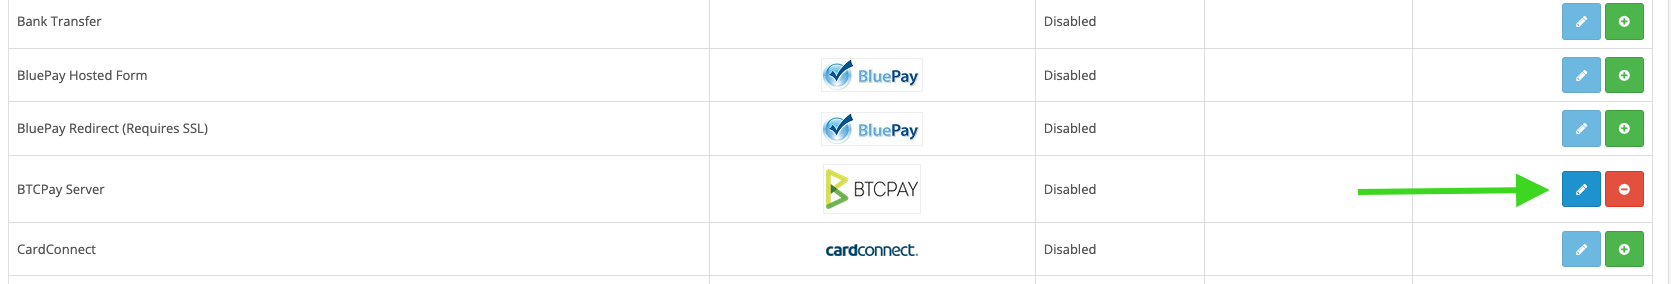 Bank Transfer Disabled
BluePay Hosted Form BluePay Disabled
BluePay Redirect (Requires SSL) BluePay Disabled
BTCPay Server BTCPAY Disabled
CardConnect cardconnect. Disabled